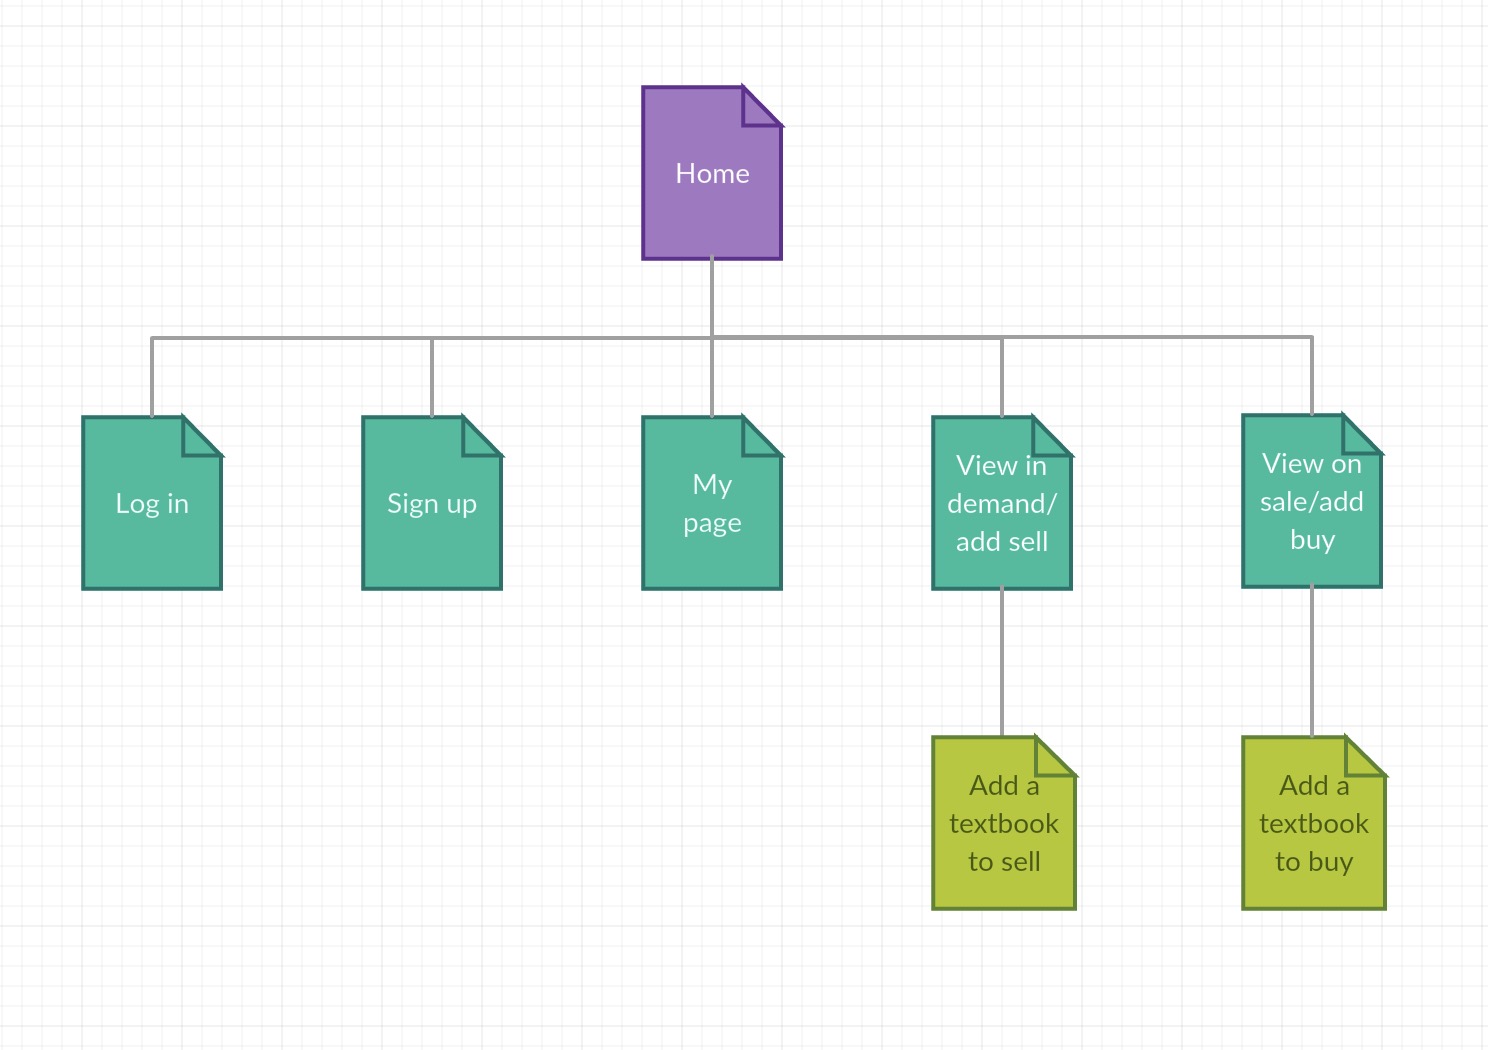 Home
Log in
Sign up
My
page
View in
demand/
add sell
View on
sale/add
buy
Add a
textbook
to sell
Add a
textbook
to buy